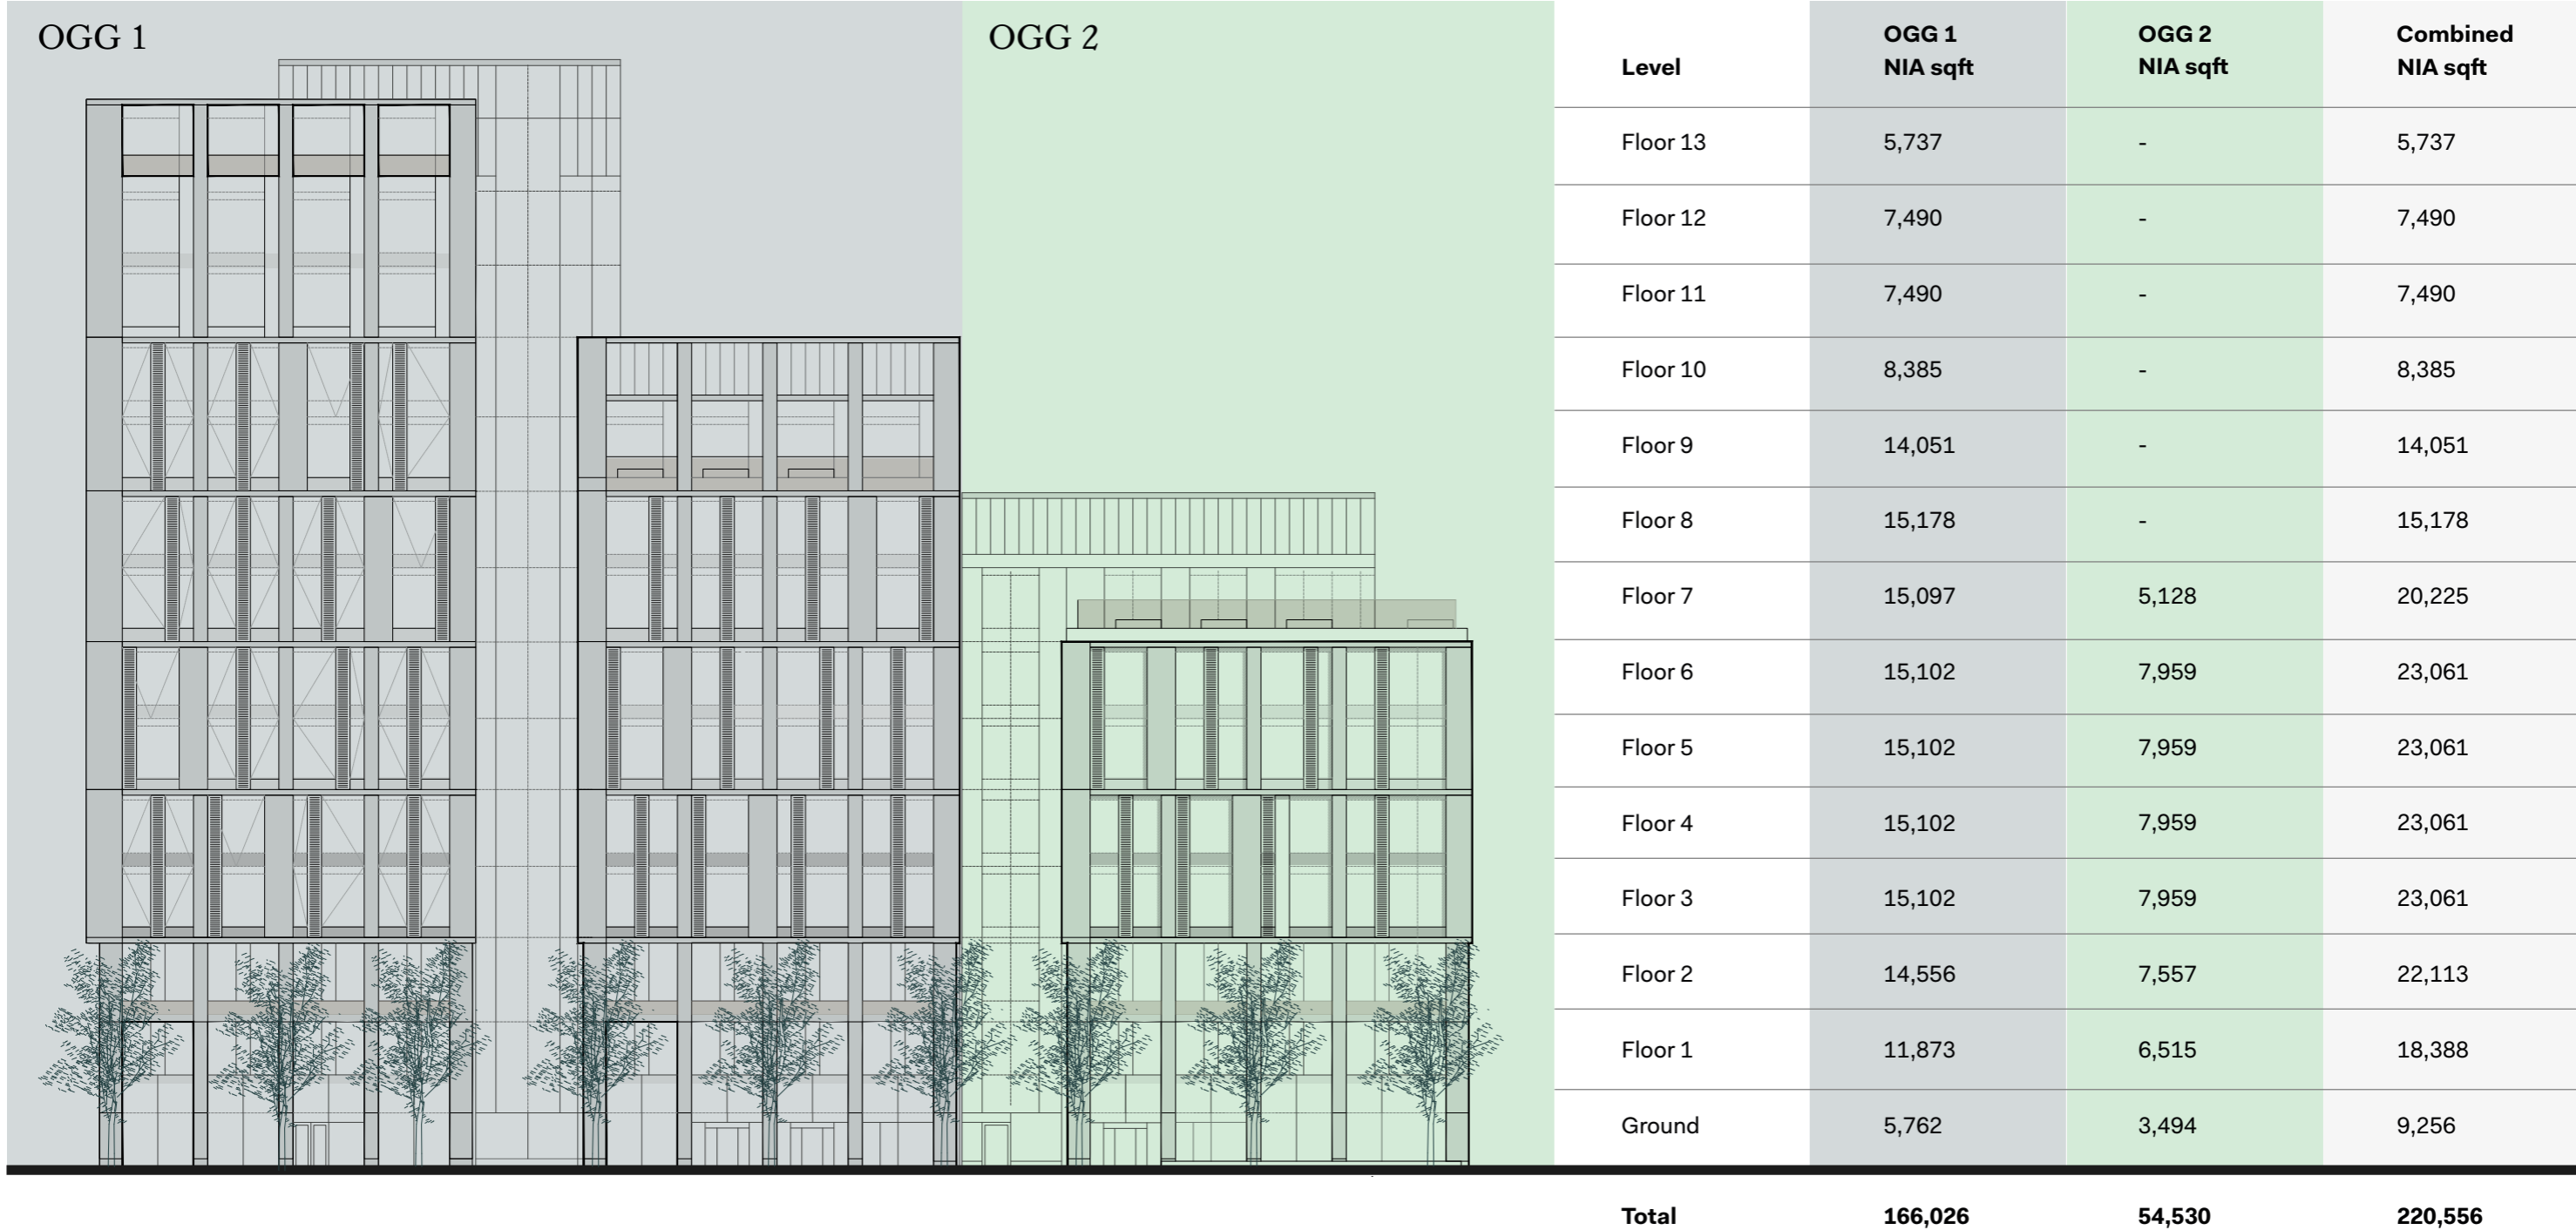 OGG 1
OGG 2
Level OGG 1 NIA sqft OGG 2 NIA sqft Combined NIA sqft
Floor 13 5,737 - 5,737
Floor 12 7,490 - 7,490
Floor 11 7,490 - 7,490
Floor 10 8,385 - 8,385
Floor 9 14,051 - 14,051
Floor 8 15,178 - 15,178
Floor 7 15,097 5,128 20,225
Floor 6 15,102 7,959 23,061
Floor 5 15,102 7,959 23,061
Floor 4 15,102 7,959 23,061
Floor 3 15,102 7,959 23,061
Floor 2 14,556 7,557 22,113
Floor 1 11,873 6,515 18,388
Ground 5,762 3,494 9,256
Total 166,026 54,530 220,556